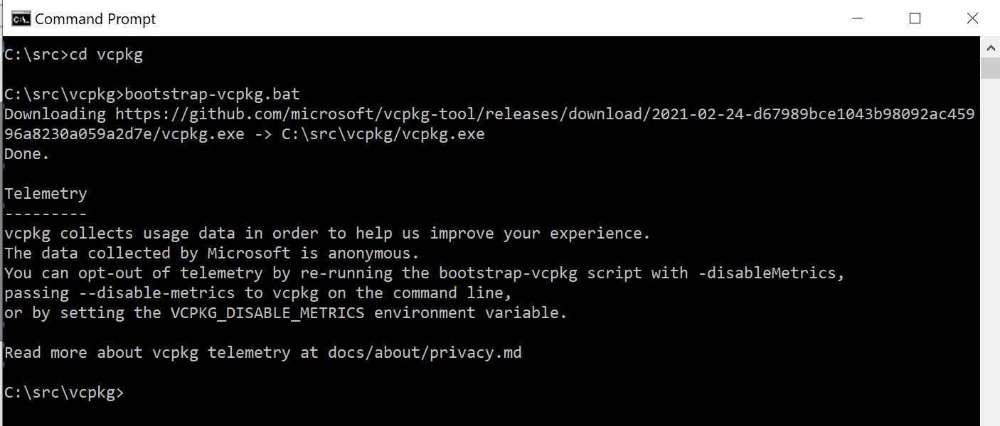 Command Prompt
C:\src>cd vcpkg
C:\src\vcpkg>bootstrap-vcpkg.bat
Downloading https://github.com/microsoft/vcpkg-tool/releases/download/2021-02-24-d67989bce1043b98092ac459
96a8230a059a2d7e/vcpkg.exe -> C:\src\vcpkg/vcpkg.exe
Done.
Telemetry
---------
vcpkg collects usage data in order to help us improve your experience.
The data collected by Microsoft is anonymous.
You can opt-out of telemetry by re-running the bootstrap-vcpkg script with -disableMetrics,
passing --disable-metrics to vcpkg on the command line,
or by setting the VCPKG_DISABLE_METRICS environment variable.
Read more about vcpkg telemetry at docs/about/privacy.md
C:\src\vcpkg>